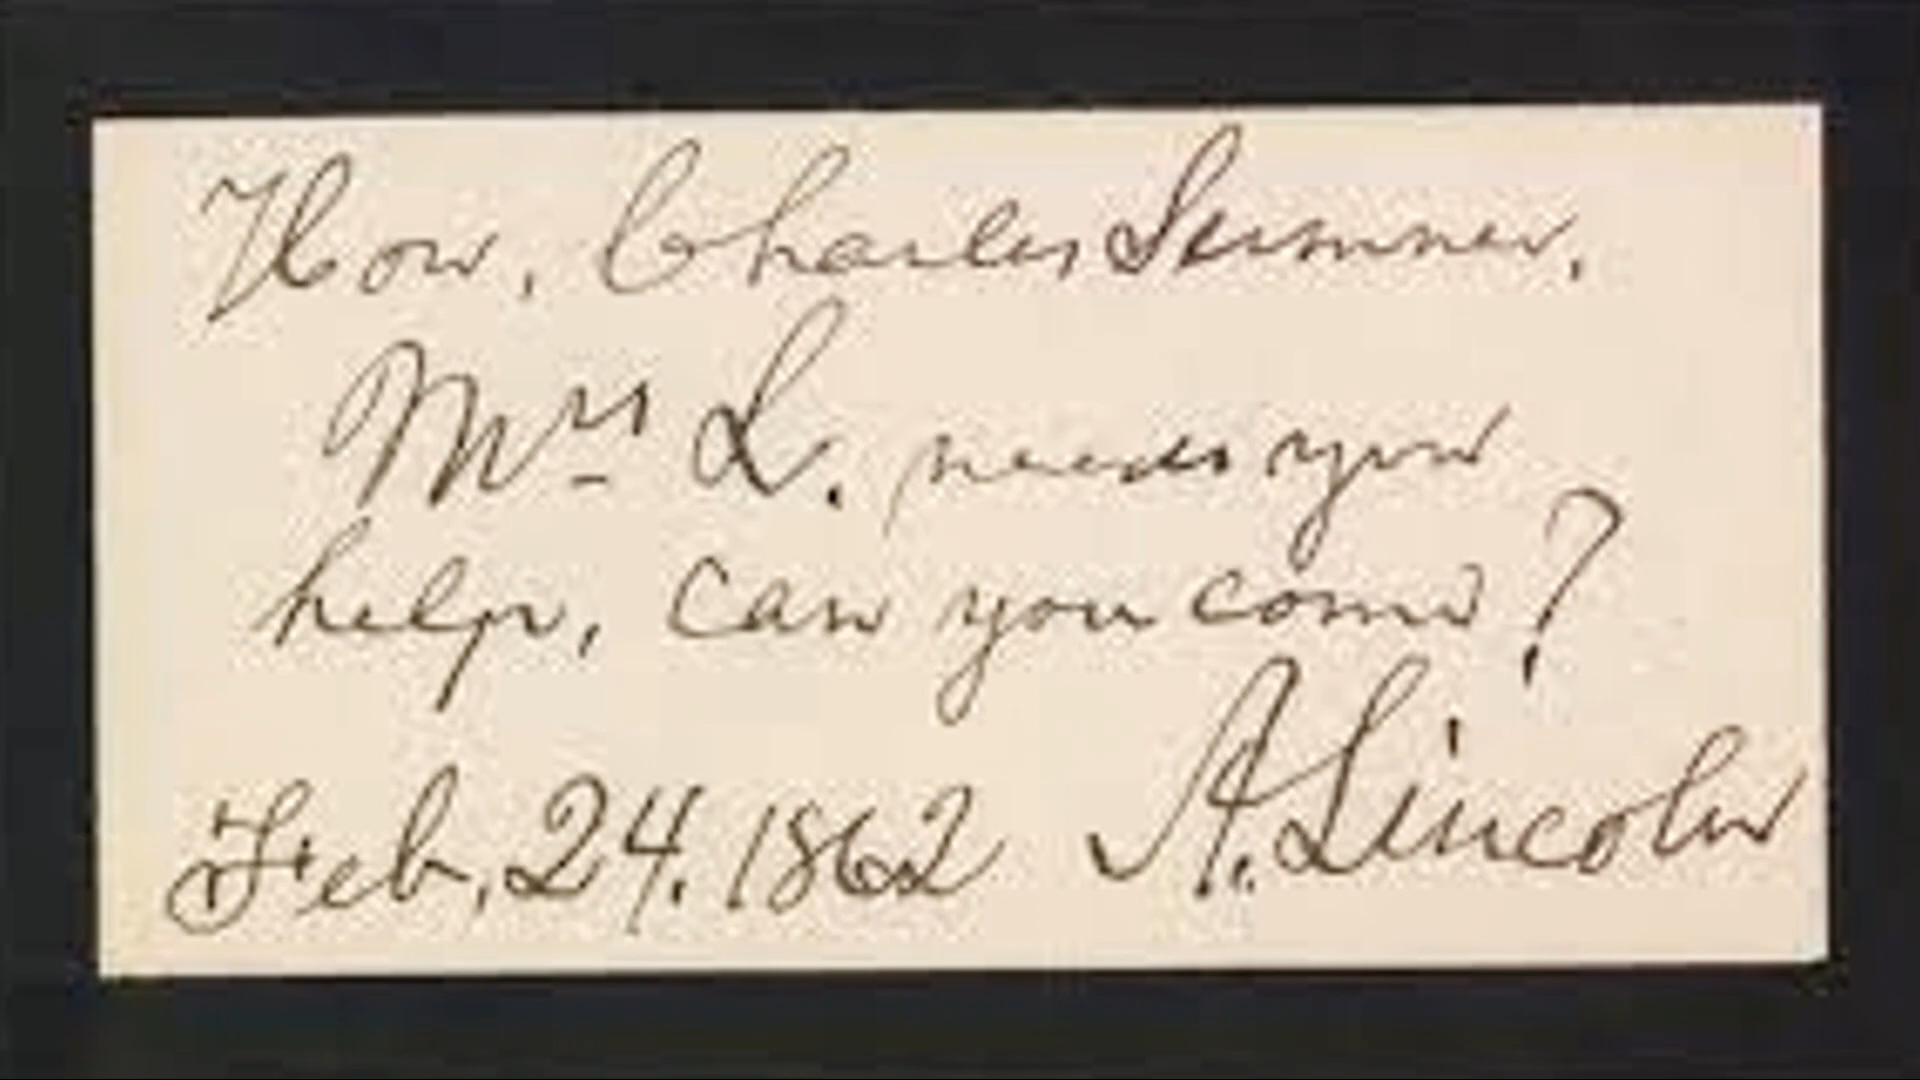 Hon. Charles Sumner.
Mrs L. needs your
help, can you come?
Feb, 24. 1862 A. Lincoln